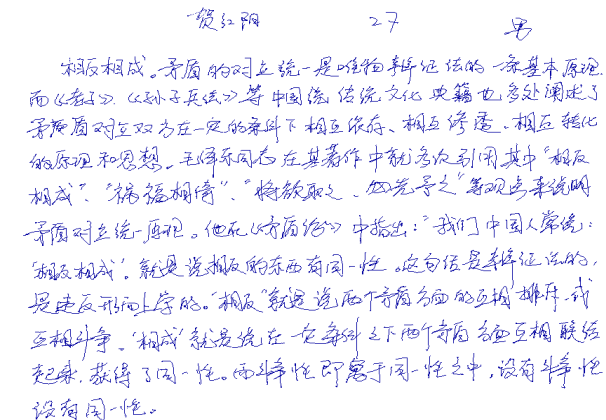 贺红阳 27 男
相反相成。矛盾的对立统一是唯物辩证法的一条基本原理.
而《老子》、《孙子兵法》等中国统传统文化典籍也多处阐述了
矛盾对立双方在一定的条件下相互依存、相互渗透、相互转化
的原理和思想。毛泽东同志在其著作中就多次引用其中“相反
相成”、“祸福相倚”、“将欲取之、必先予之”等观点来说明
矛盾对立统一原理。他在《矛盾论》中指出：“我们中国人常说：
‘相反相成’。就是说相反的东西有同一性。这句话是辩证法的，
是违反形而上学的。‘相反’就是说两个矛盾方面的互相排斥、或
互相斗争。‘相成’就是说在一定条件之下两个矛盾方面互相联结
起来，获得了同一性。而斗争性即寓于同一性之中，没有斗争性
没有同一性。